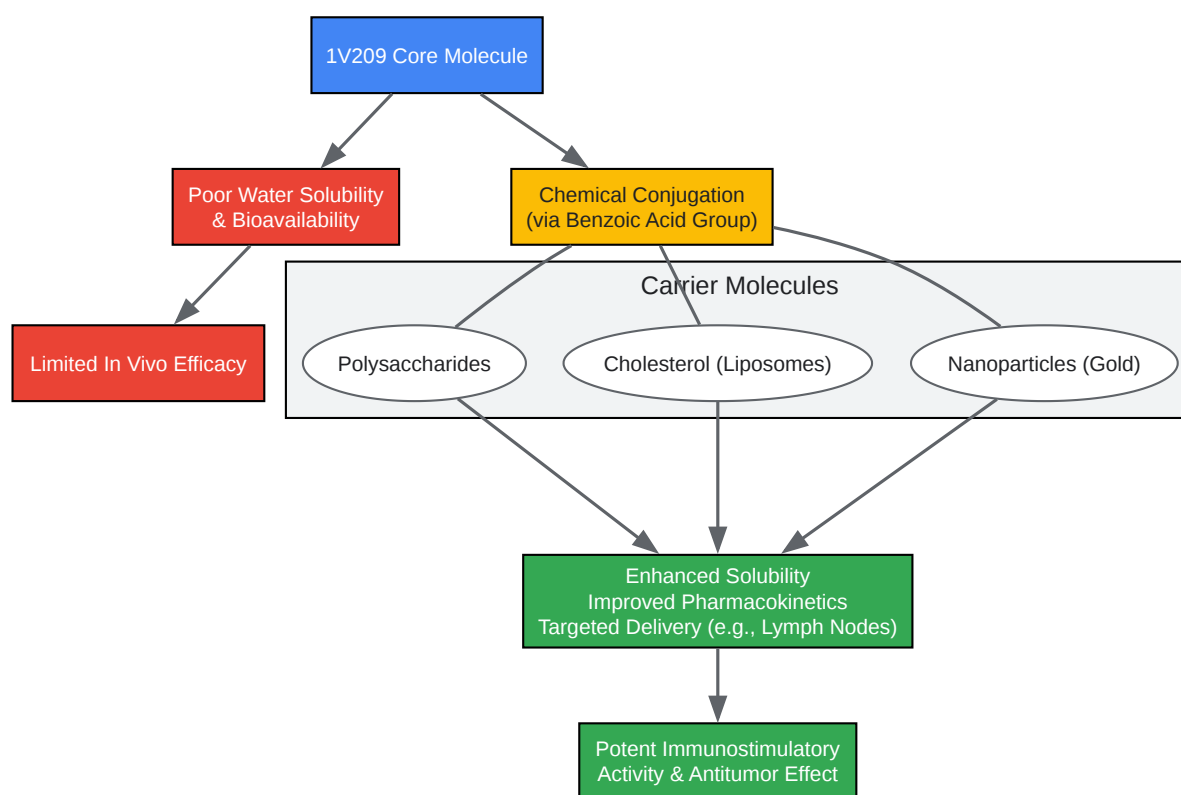 1V209 Core Molecule
Poor Water Solubility
& Bioavailability
Chemical Conjugation
(via Benzoic Acid Group)
Carrier Molecules
Limited In Vivo Efficacy
Polysaccharides
Cholesterol (Liposomes)
Nanoparticles (Gold)
Enhanced Solubility
Improved Pharmacokinetics
Targeted Delivery (e.g., Lymph Nodes)
Potent Immunostimulatory
Activity & Antitumor Effect